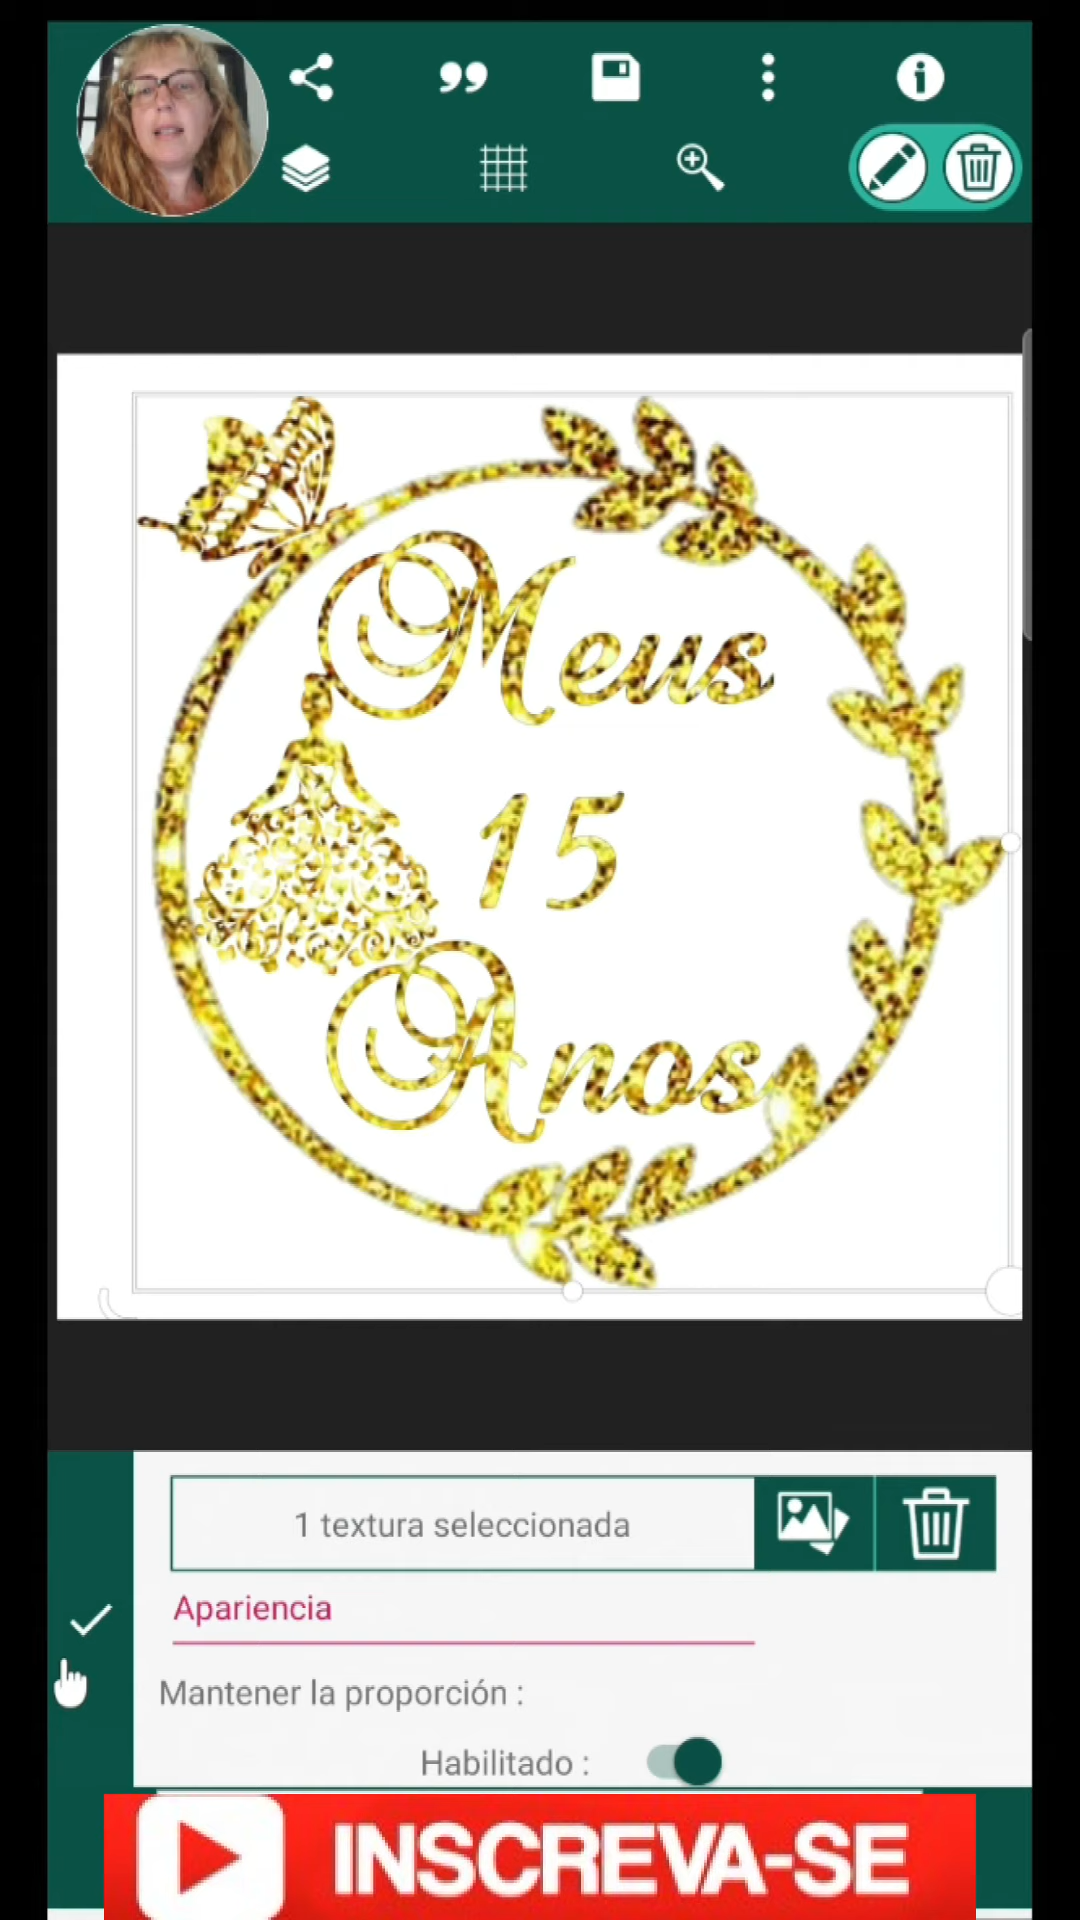 Meus
15
Anos
1 textura seleccionada
Apariencia
Mantener la proporción :
Habilitado :
INSCREVA-SE